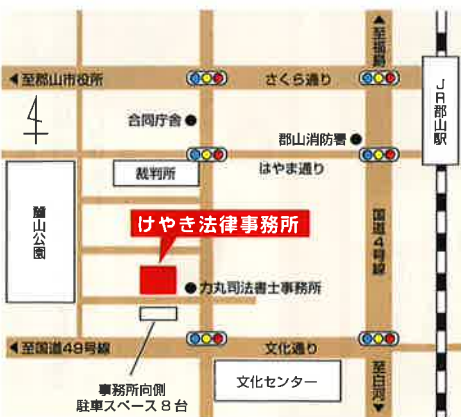 ▲至福島
◀至郡山市役所
さくら通り
JR郡山駅
合同庁舎●
郡山消防署●
裁判所
はやま通り
麓山公園
けやき法律事務所
国道4号線
●力丸司法書士事務所
◀至国道49号線
文化通り
事務所向側
駐車スペース8台
文化センター
至白河▼